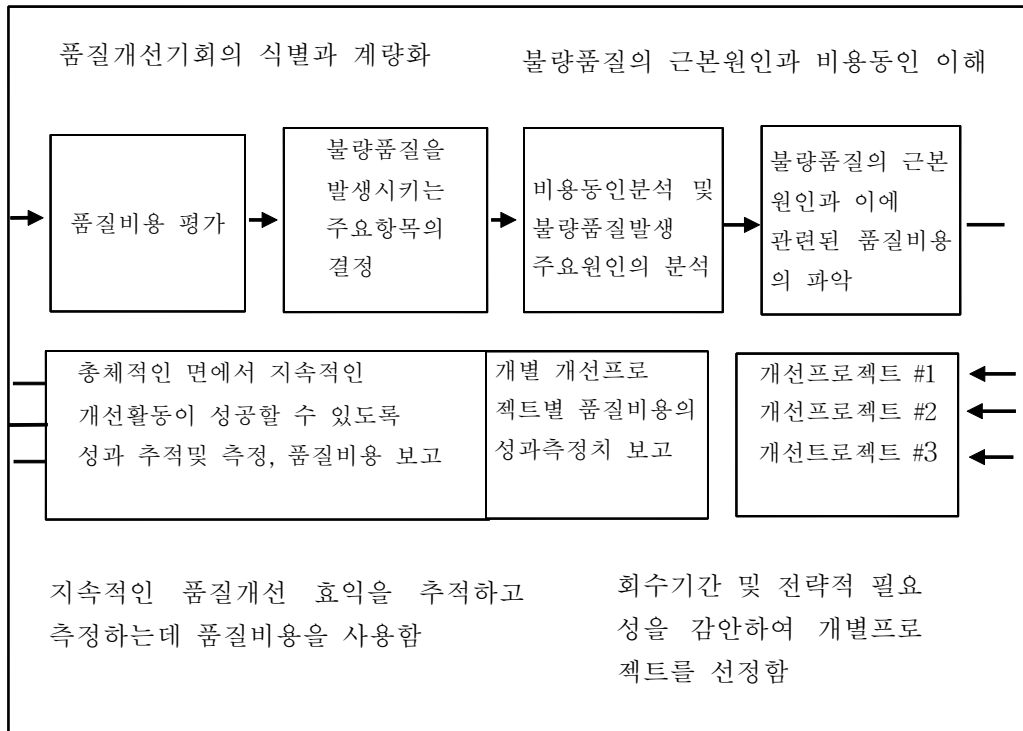 품질개선기회의 식별과 계량화
불량품질의 근본원인과 비용동인 이해
품질비용 평가
불량품질을
발생시키는
주요항목의
결정
비용동인분석 및
불량품질발생
주요원인의 분석
불량품질의 근본
원인과 이에
관련된 품질비용
의 파악
총체적인 면에서 지속적인
개선활동이 성공할 수 있도록
성과 추적및 측정, 품질비용 보고
개별 개선프로
젝트별 품질비용의
성과측정치 보고
개선프로젝트 #1
개선프로젝트 #2
개선트로젝트 #3
지속적인 품질개선 효익을 추적하고
측정하는데 품질비용을 사용함
회수기간 및 전략적 필요
성을 감안하여 개별프로
젝트를 선정함